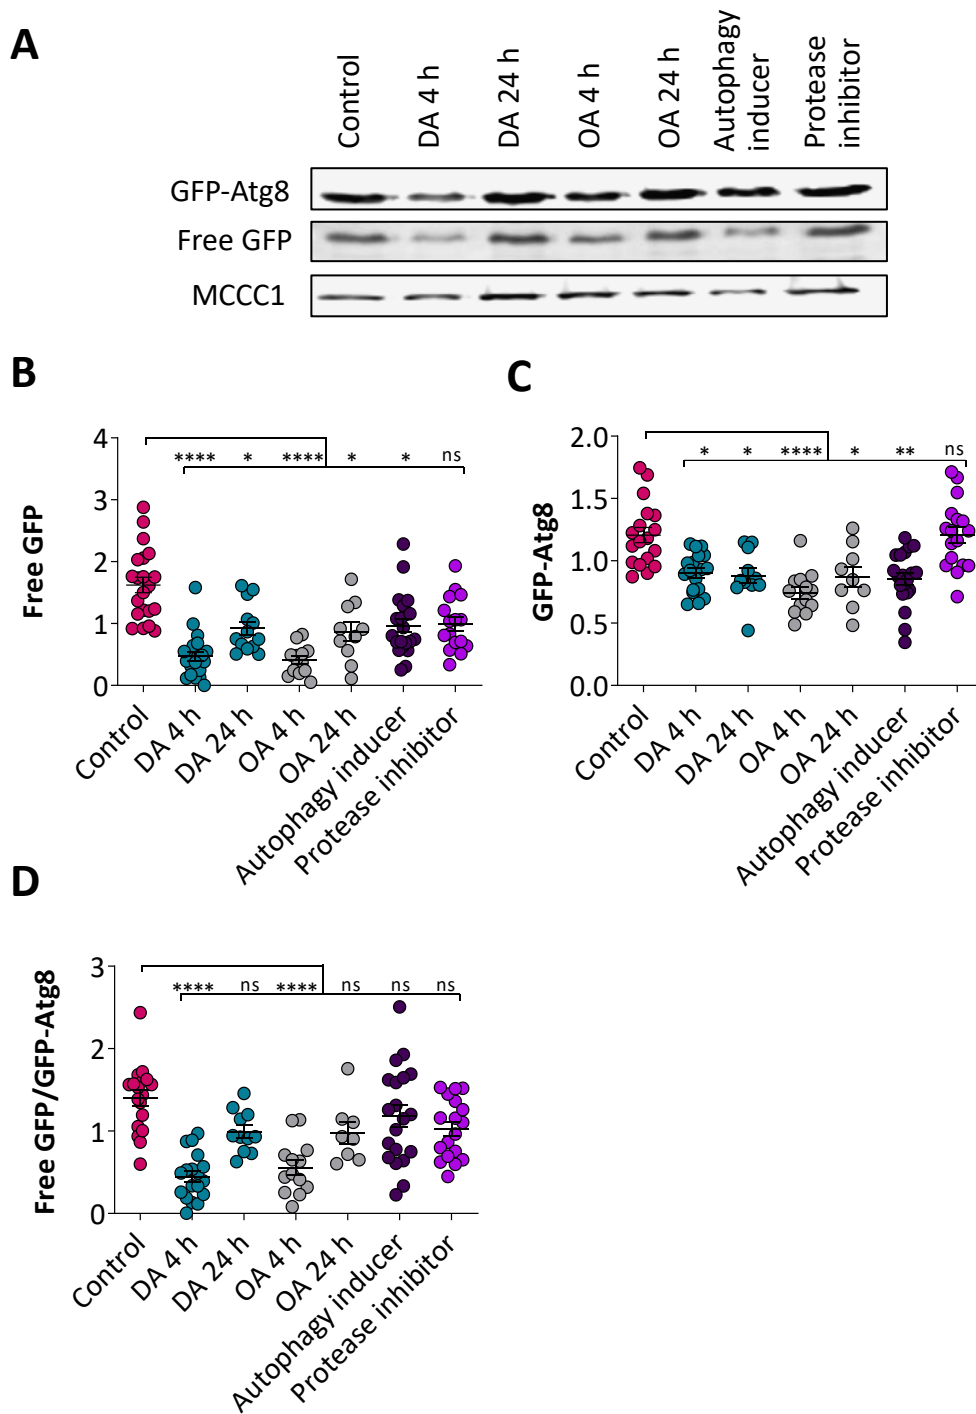 A
Control
DA 4 h
DA 24 h
OA 4 h
OA 24 h
Autophagy
inducer
Protease
inhibitor
GFP-Atg8
Free GFP
MCCC1
B
Free GFP
4
3
2
1
0
**** * **** * * ns
Control
DA 4 h
DA 24 h
OA 4 h
OA 24 h
Autophagy inducer
Protease inhibitor
C
GFP-Atg8
2.0
1.5
1.0
0.5
0.0
* * **** * ** ns
Control
DA 4 h
DA 24 h
OA 4 h
OA 24 h
Autophagy inducer
Protease inhibitor
D
Free GFP/GFP-Atg8
3
2
1
0
**** ns **** ns ns ns
Control
DA 4 h
DA 24 h
OA 4 h
OA 24 h
Autophagy inducer
Protease inhibitor